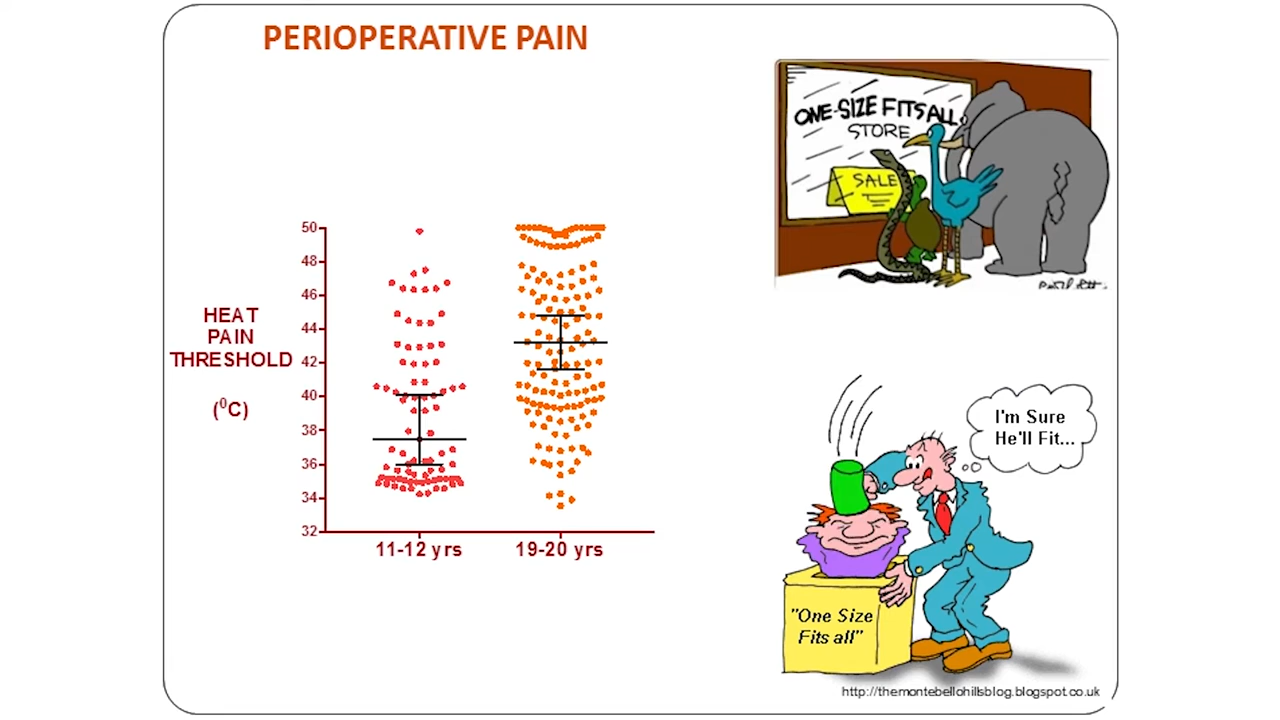 PERIOPERATIVE PAIN
ONE-SIZE FITS ALL
STORE
SALE
50
48
46
44
42
40
38
36
34
32
HEAT
PAIN
THRESHOLD
(⁰C)
11-12 yrs
19-20 yrs
I'm Sure
He'll Fit...
"One Size
Fits all"
http://themontebellohillsblog.blogspot.co.uk